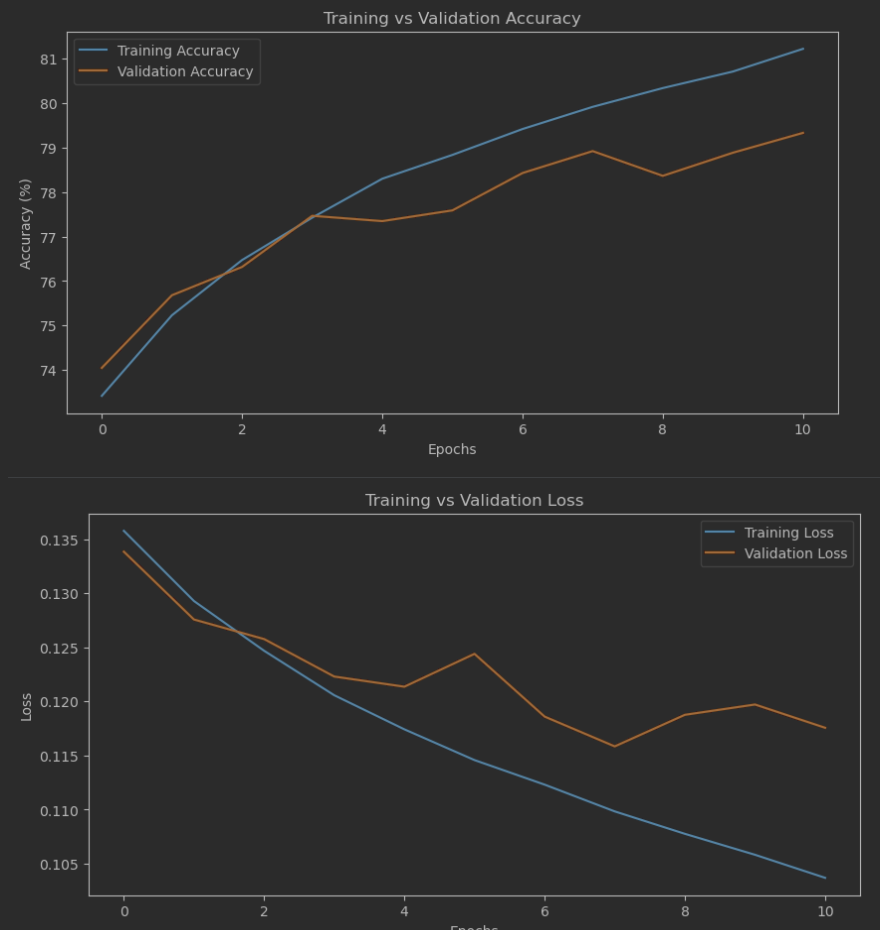 Training vs Validation Accuracy
Training Accuracy
Validation Accuracy
81
80
79
78
77
76
75
74
Accuracy (%)
0 2 4 6 8 10
Epochs
Training vs Validation Loss
Training Loss
Validation Loss
0.135
0.130
0.125
0.120
0.115
0.110
0.105
Loss
0 2 4 6 8 10
Epochs